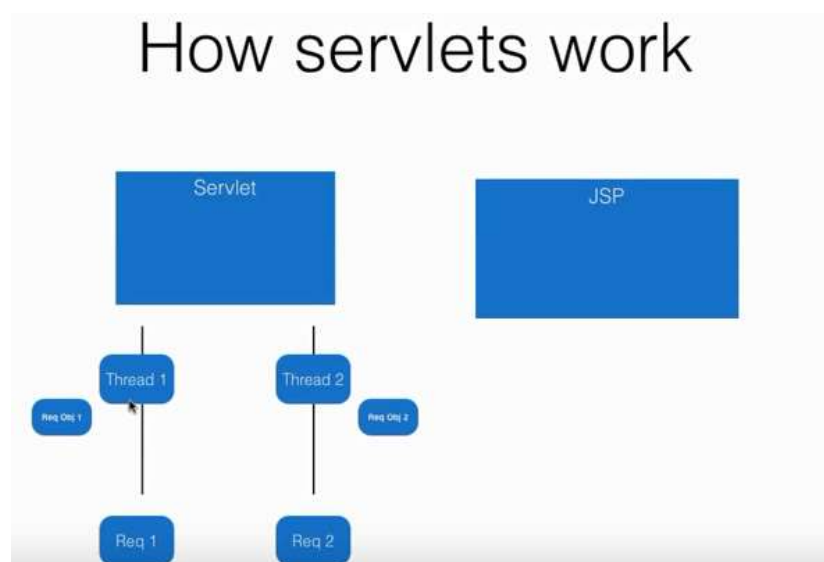 How servlets work
Servlet
JSP
Thread 1
Thread 2
Req Obj 1
Req Obj 2
Req 1
Req 2